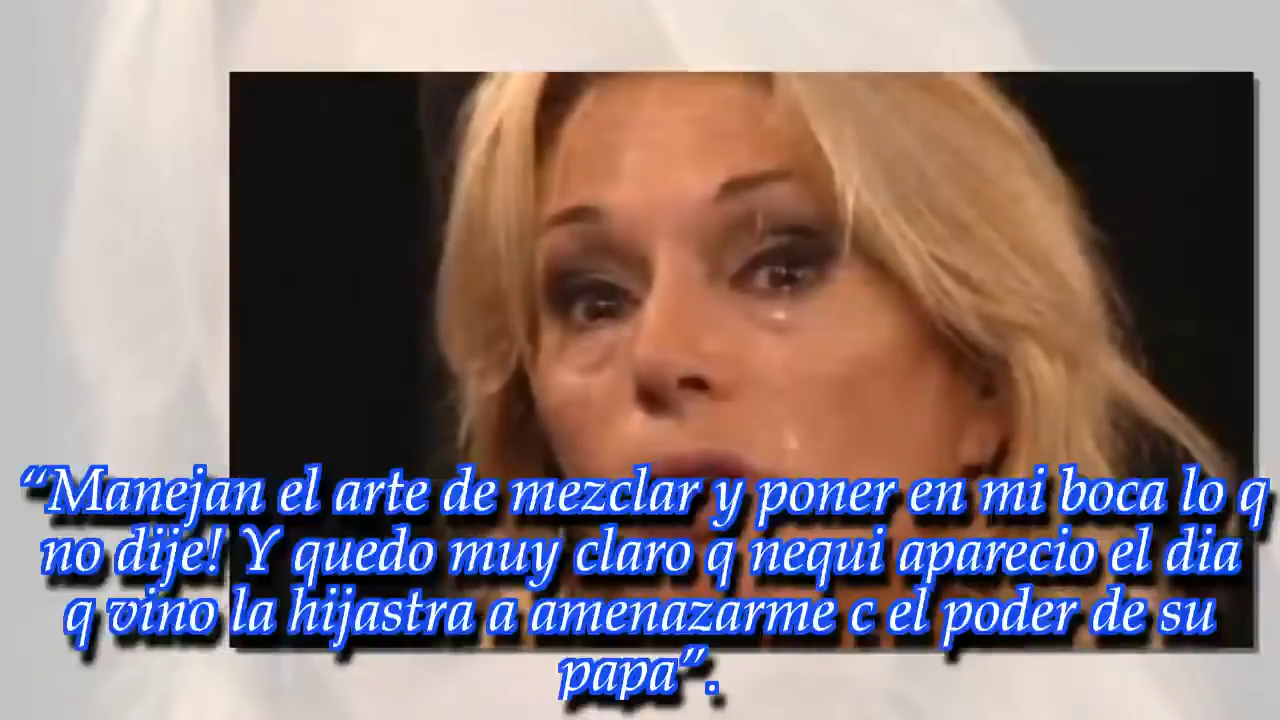 “Manejan el arte de mezclar y poner en mi boca lo q
no dije! Y quedo muy claro q nequi aparecio el dia
q vino la hijastra a amenazarme c el poder de su
papa”.